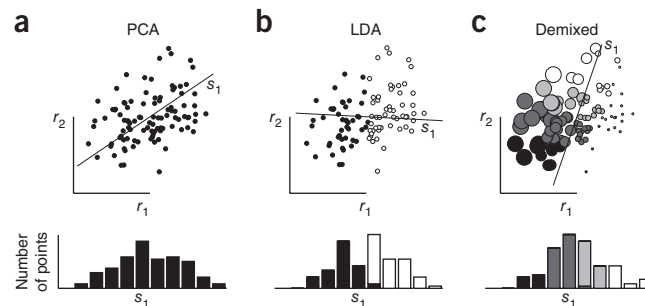 a
PCA
s1
r2
r1
Number
of points
s1
b
LDA
s1
r2
r1
s1
c
Demixed
s1
r2
r1
s1